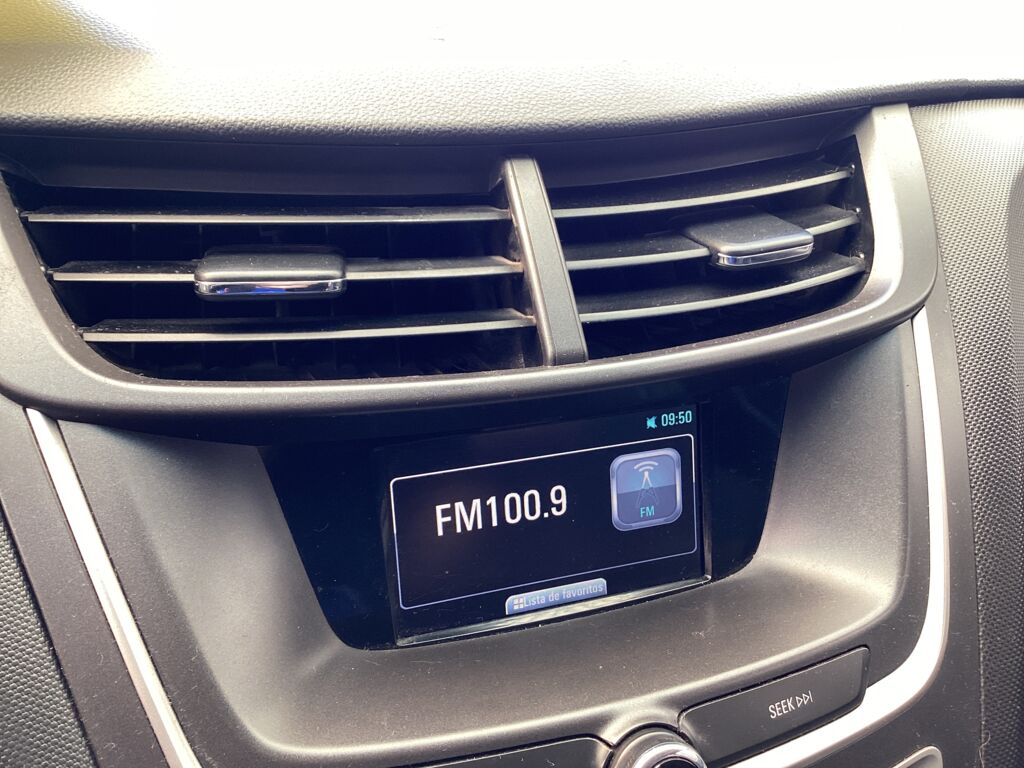 09:50
FM100.9
FM
Lista de favoritos
SEEK